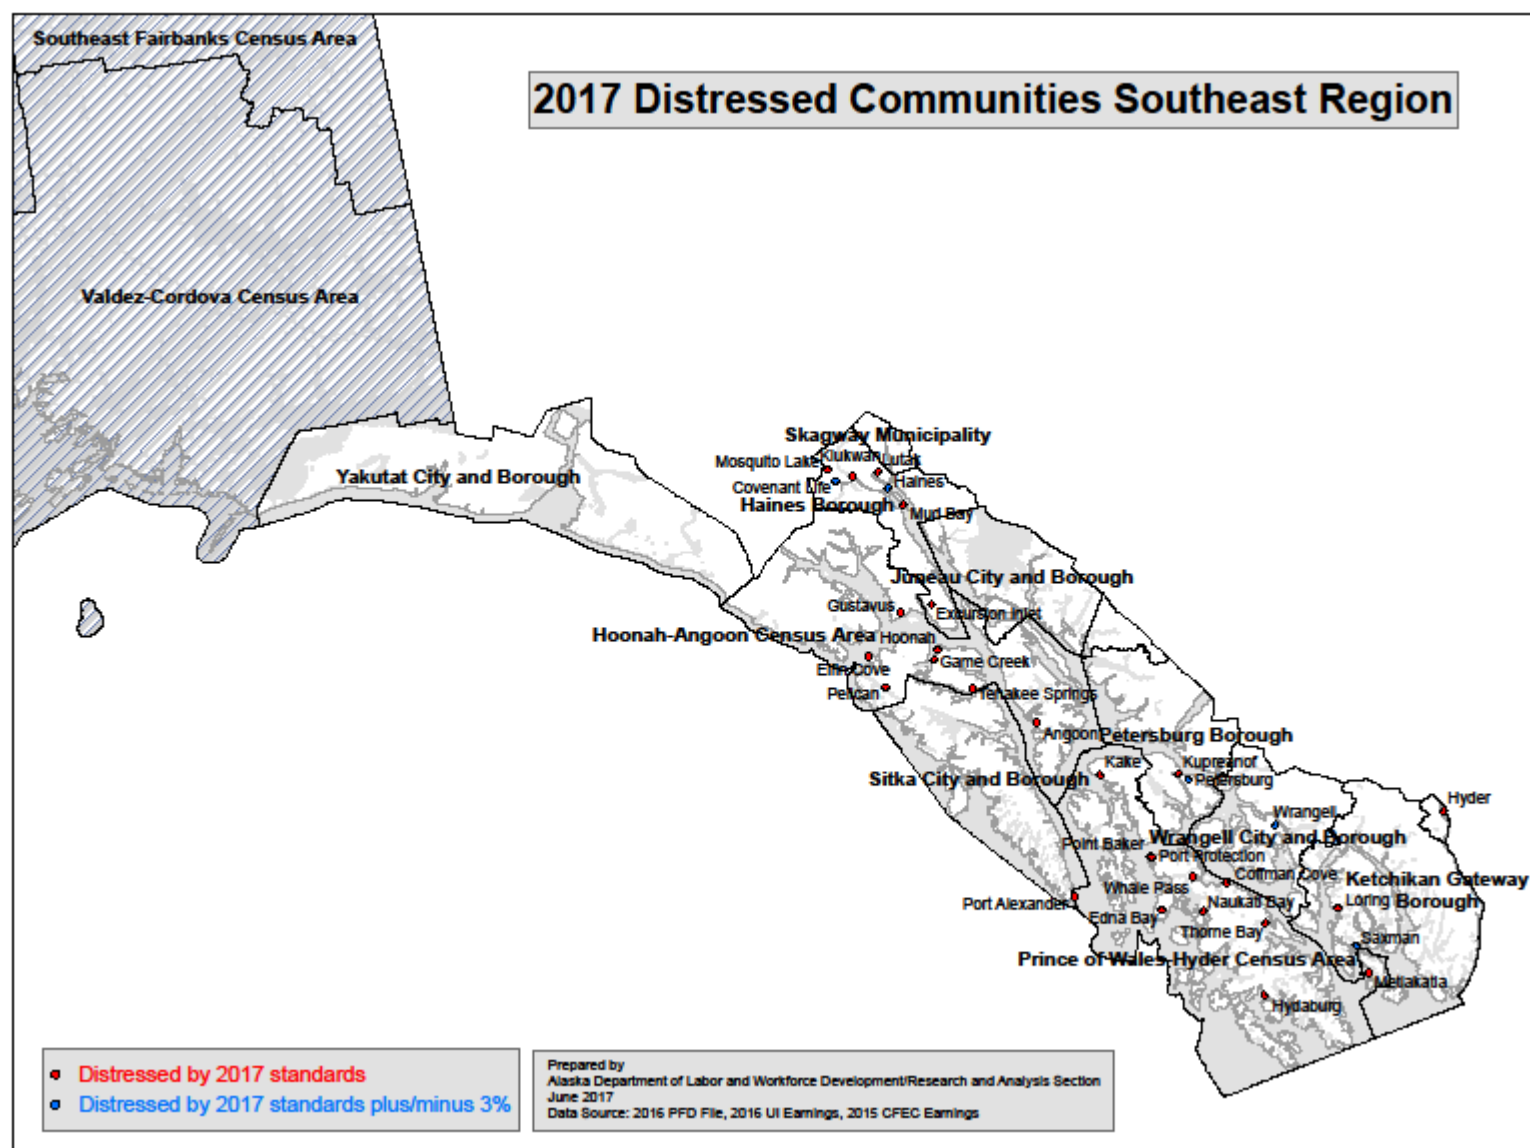 Southeast Fairbanks Census Area
2017 Distressed Communities Southeast Region
Valdez-Cordova Census Area
Skagway Municipality
Klukwan
Mosquito Lake
Lutak
Yakutat City and Borough
Covenant Life
Haines
Haines Borough
Mud Bay
Juneau City and Borough
Gustavus
Excursion Inlet
Hoonah-Angoon Census Area
Hoonah
Game Creek
Elfin Cove
Pelican
Tenakee Springs
Angoon
Petersburg Borough
Kake
Kupreanof
Sitka City and Borough
Petersburg
Hyder
Wrangell
Wrangell City and Borough
Point Baker
Port Protection
Coffman Cove
Ketchikan Gateway
Borough
Whale Pass
Port Alexander
Naukati Bay
Loring
Edna Bay
Thorne Bay
Saxman
Prince of Wales-Hyder Census Area
Metlakatla
Hydaburg
Distressed by 2017 standards
Distressed by 2017 standards plus/minus 3%
Prepared by
Alaska Department of Labor and Workforce Development/Research and Analysis Section
June 2017
Data Source: 2016 PFD File, 2016 UI Earnings, 2015 CFEC Earnings